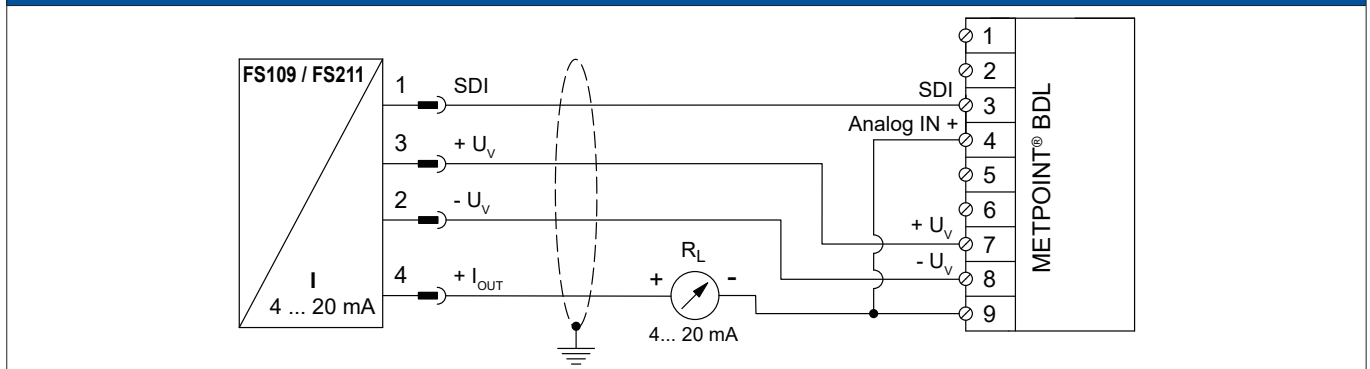 FS109 / FS211
I
4 ... 20 mA
1 SDI
3 + Uv
2 - Uv
4 + IOUT
RL
+ -
4... 20 mA
SDI
Analog IN +
+ Uv
- Uv
1
2
3
4
5
6
7
8
9
METPOINT® BDL